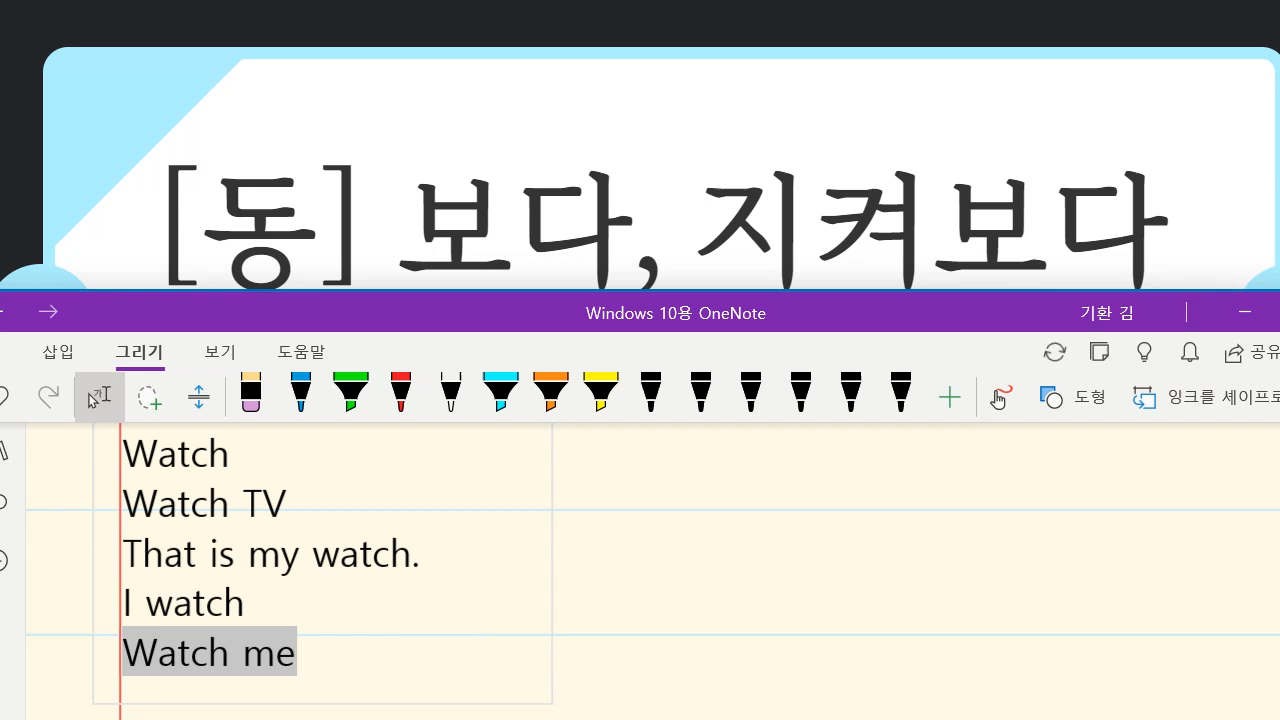 [동] 보다, 지켜보다
Windows 10용 OneNote
기환 김
삽입
그리기
보기
도움말
공유
도형
잉크를 셰이프로
Watch
Watch TV
That is my watch.
I watch
Watch me